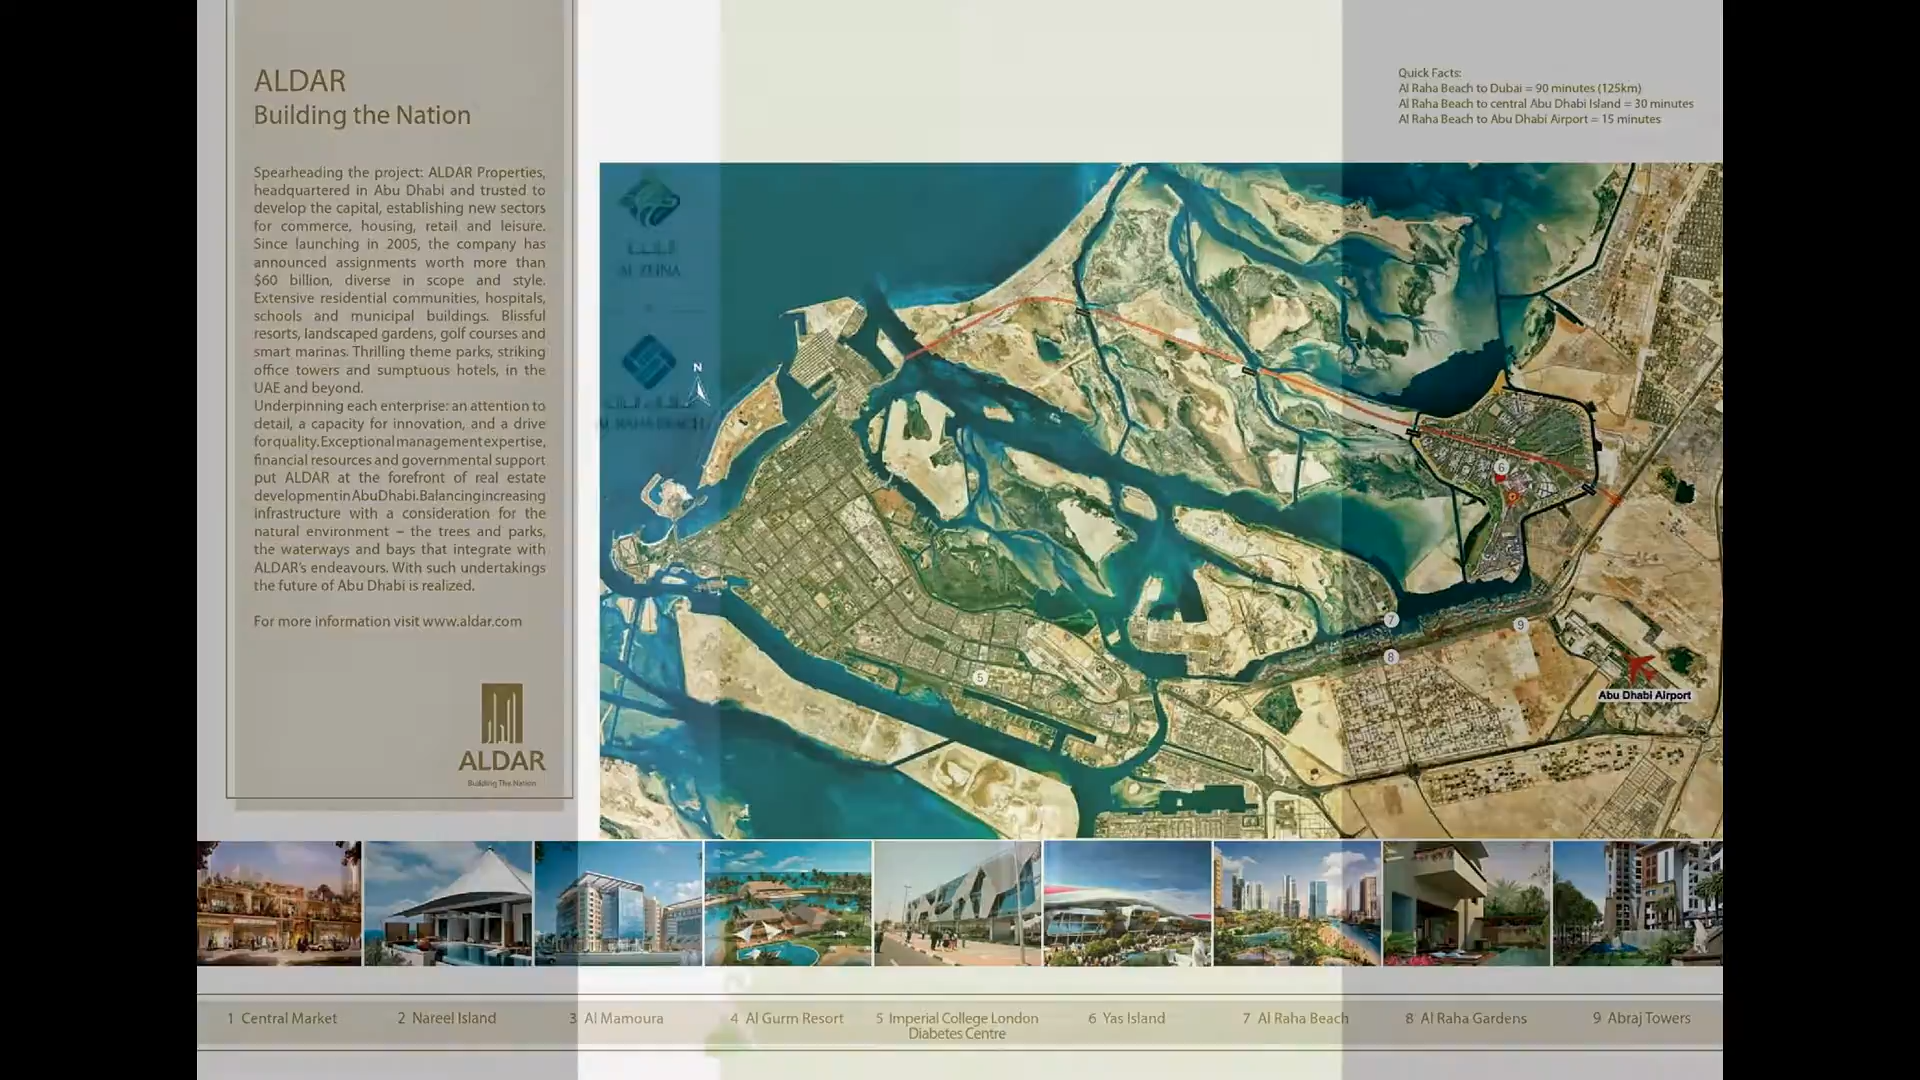 ALDAR
Building the Nation
Spearheading the project: ALDAR Properties,
headquartered in Abu Dhabi and trusted to
develop the capital, establishing new sectors
for commerce, housing, retail and leisure.
Since launching in 2005, the company has
announced assignments worth more than
$60 billion, diverse in scope and style.
Extensive residential communities, hospitals,
schools and municipal buildings. Blissful
resorts, landscaped gardens, golf courses and
smart marinas. Thrilling theme parks, striking
office towers and sumptuous hotels, in the
UAE and beyond.
Underpinning each enterprise: an attention to
detail, a capacity for innovation, and a drive
for quality. Exceptional management expertise,
financial resources and governmental support
put ALDAR at the forefront of real estate
development in Abu Dhabi. Balancing increasing
infrastructure with a consideration for the
natural environment – the trees and parks,
the waterways and bays that integrate with
ALDAR's endeavours. With such undertakings
the future of Abu Dhabi is realized.
For more information visit www.aldar.com
ALDAR
Building The Nation
Quick Facts:
Al Raha Beach to Dubai = 90 minutes (125km)
Al Raha Beach to central Abu Dhabi Island = 30 minutes
Al Raha Beach to Abu Dhabi Airport = 15 minutes
AL ZEINA
N
AL RAHA BEACH
6
7
9
8
5
Abu Dhabi Airport
1 Central Market
2 Nareel Island
3 Al Mamoura
4 Al Gurm Resort
5 Imperial College London
Diabetes Centre
6 Yas Island
7 Al Raha Beach
8 Al Raha Gardens
9 Abraj Towers